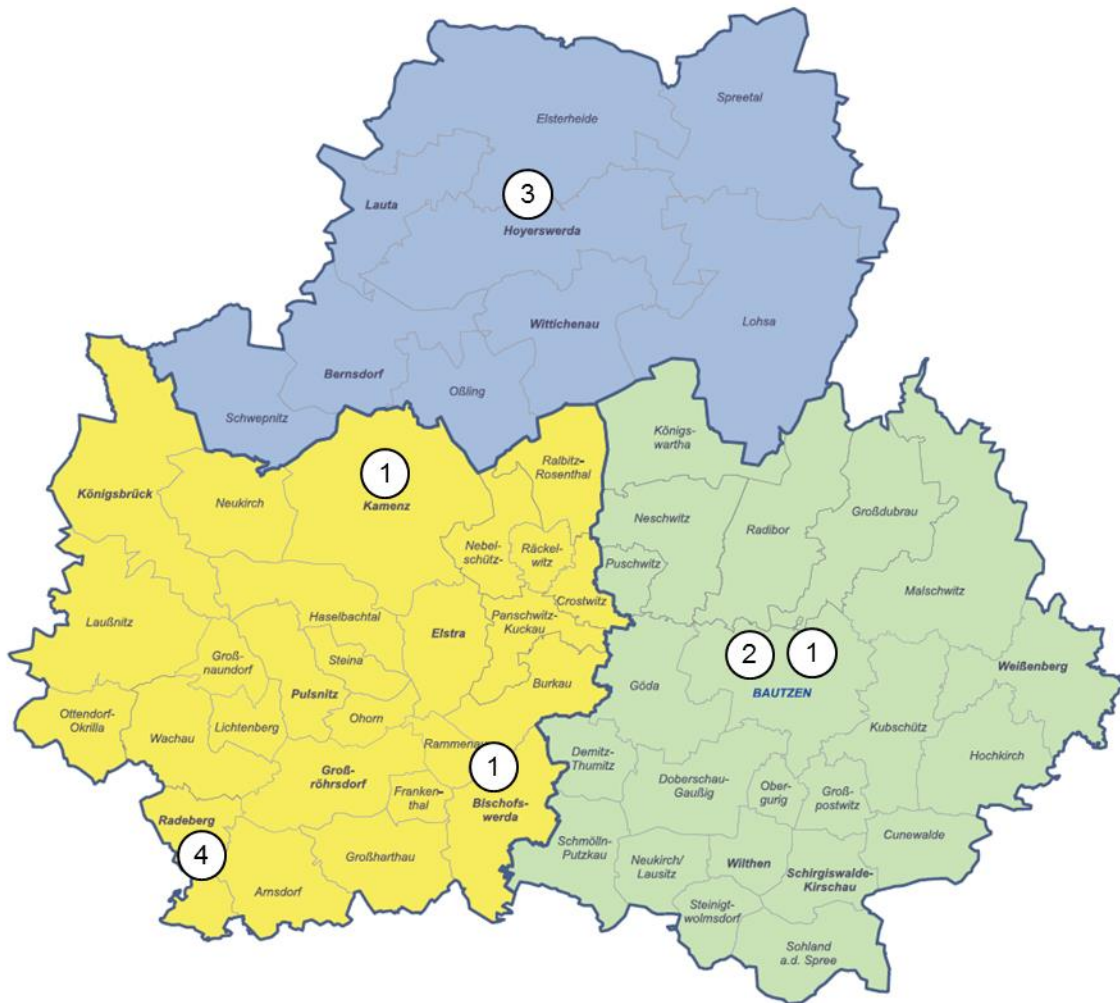 Spreetal
Elsterheide
3
Lauta
Hoyerswerda
Wittichenau
Lohsa
Bernsdorf
Oßling
Schwepnitz
Königs-
wartha
Ralbitz-
Rosenthal
1
Königsbrück
Neukirch
Kamenz
Neschwitz
Radibor
Großdubrau
Nebel-
schütz-
Räckel-
witz
Puschwitz
Malschwitz
Crostwitz
Panschwitz-
Kuckau
Haselbachtal
Elstra
Laußnitz
Groß-
naundorf
Steina
2
1
Weißenberg
Göda
BAUTZEN
Burkau
Pulsnitz
Ottendorf-
Okrilla
Wachau
Lichtenberg
Ohorn
Kubschütz
Hochkirch
Rammenau
1
Demitz-
Thumitz
Groß-
röhrsdorf
Franken-
thal
Bischofs-
werda
Doberschau-
Gaußig
Ober-
gurig
Groß-
postwitz
Radeberg
4
Cunewalde
Schmölln-
Putzkau
Großharthau
Neukirch/
Lausitz
Wilthen
Schirgiswalde-
Kirschau
Arnsdorf
Steinigt-
wolmsdorf
Sohland
a.d. Spree